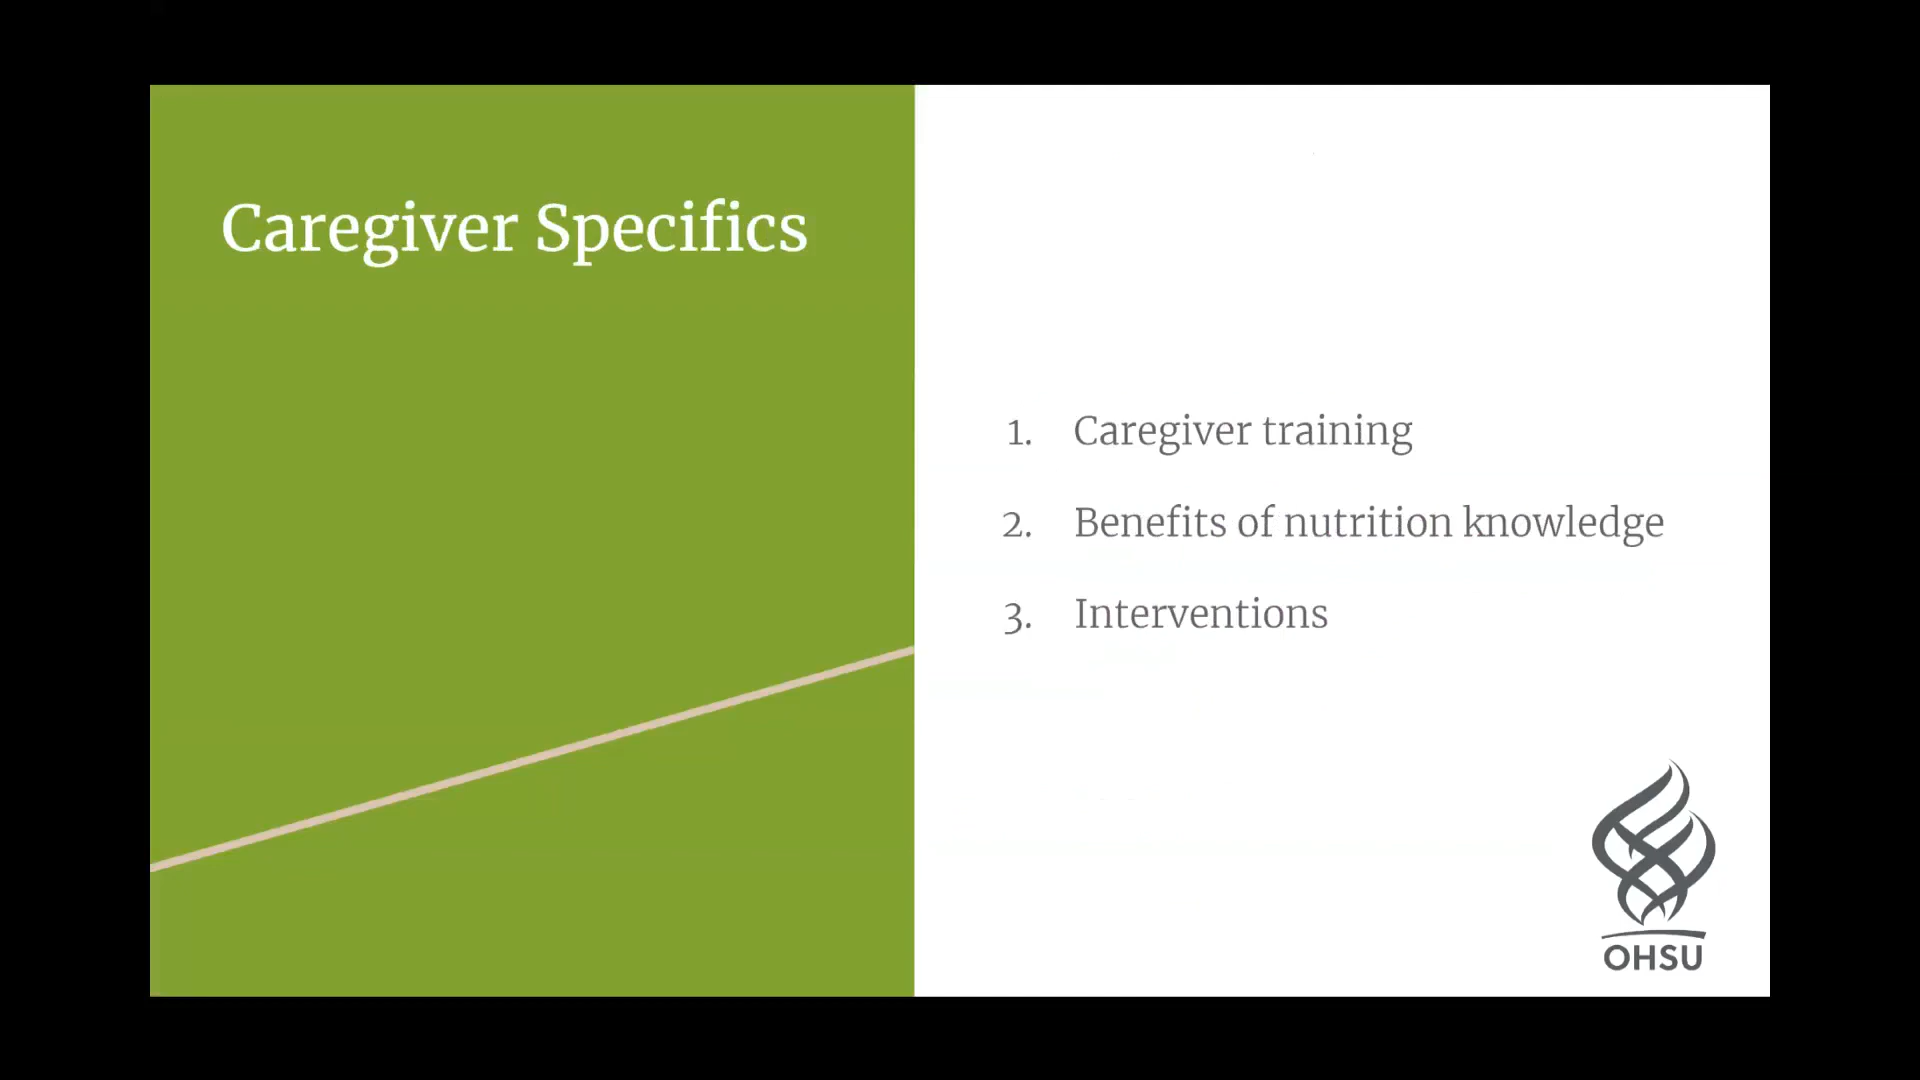 Caregiver Specifics
1. Caregiver training
2. Benefits of nutrition knowledge
3. Interventions
OHSU